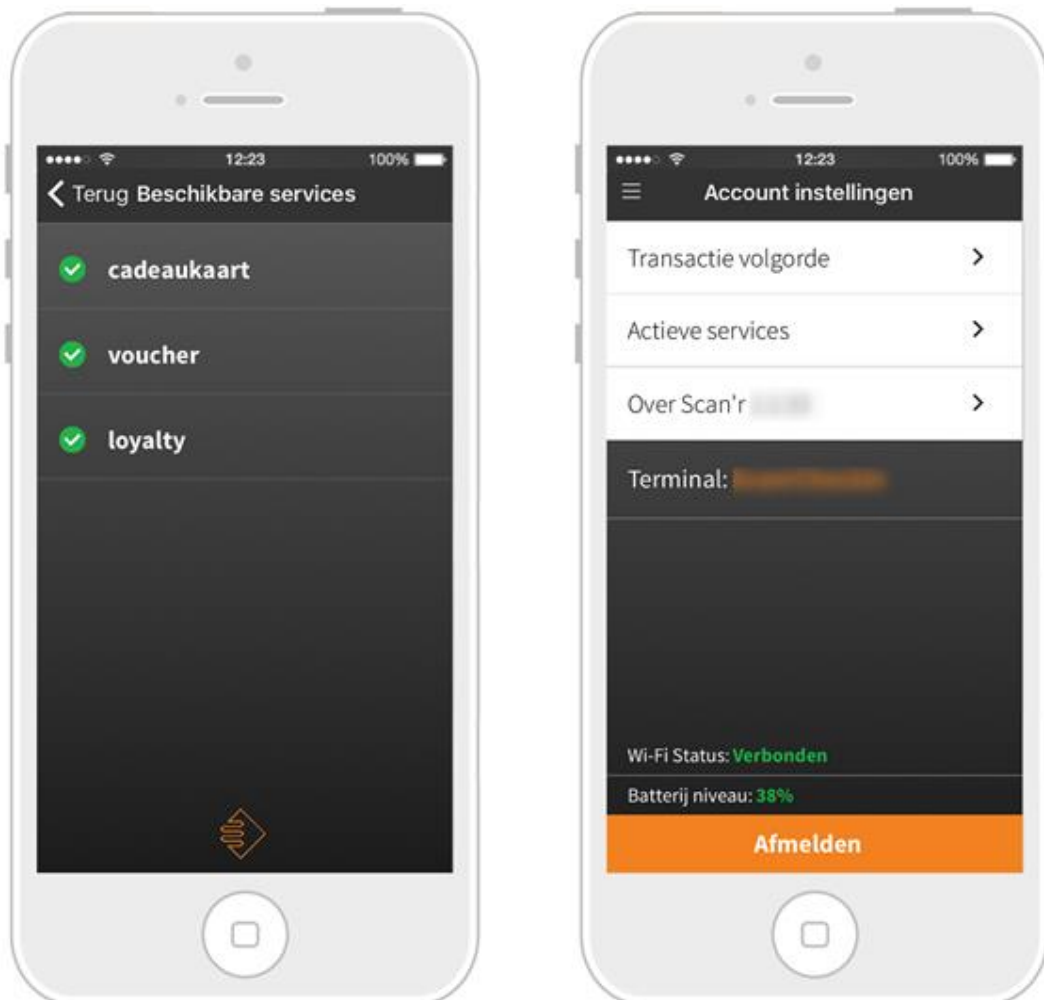 12:23 100%
Terug Beschikbare services
cadeaukaart
voucher
loyalty
12:23 100%
Account instellingen
Transactie volgorde
Actieve services
Over Scan'r
Terminal:
Wi-Fi Status: Verbonden
Batterij niveau: 38%
Afmelden